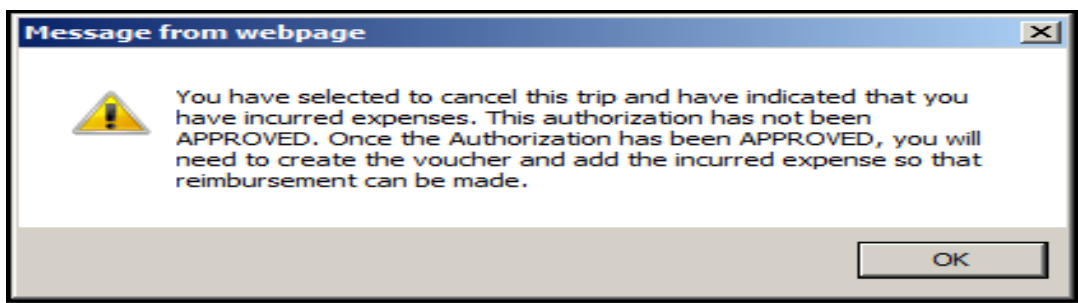 Message from webpage
You have selected to cancel this trip and have indicated that you
have incurred expenses. This authorization has not been
APPROVED. Once the Authorization has been APPROVED, you will
need to create the voucher and add the incurred expense so that
reimbursement can be made.
OK